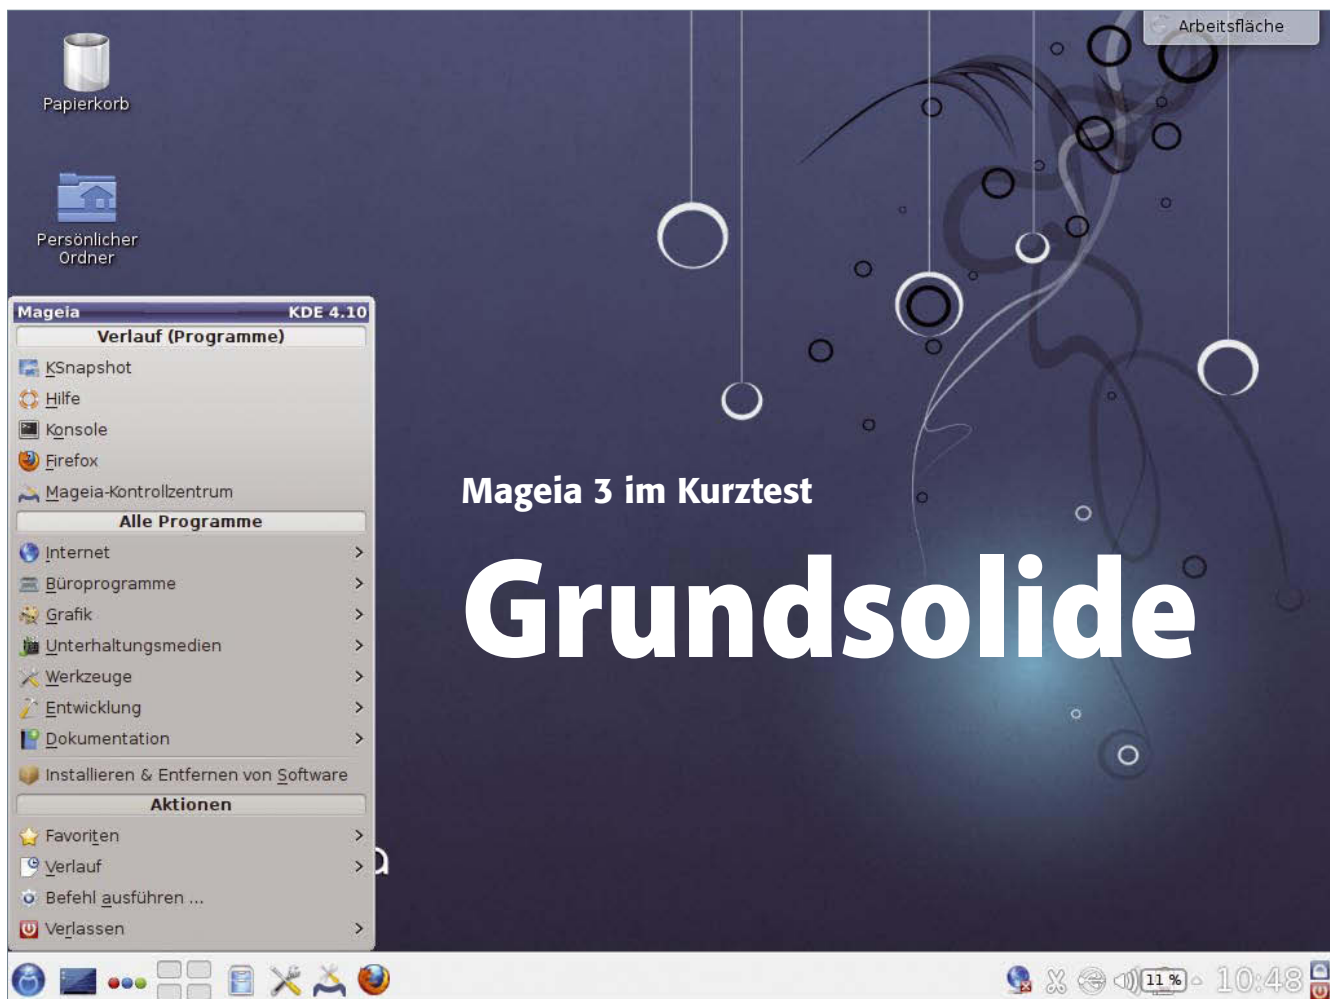 Arbeitsfläche
Papierkorb
Persönlicher
Ordner
Mageia KDE 4.10
Verlauf (Programme)
KSnapshot
Hilfe
Konsole
Firefox
Mageia-Kontrollzentrum
Alle Programme
Internet
Büroprogramme
Grafik
Unterhaltungsmedien
Werkzeuge
Entwicklung
Dokumentation
Installieren & Entfernen von Software
Aktionen
Favoriten
Verlauf
Befehl ausführen ...
Verlassen
a
Mageia 3 im Kurztest
Grundsolide
11 %
10:48